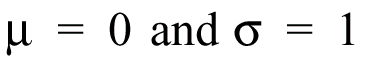 μ = 0 and σ = 1